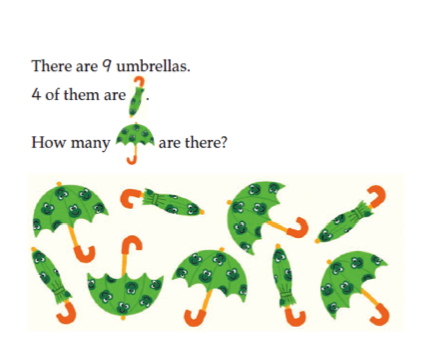 There are 9 umbrellas.
4 of them are .
How many are there?